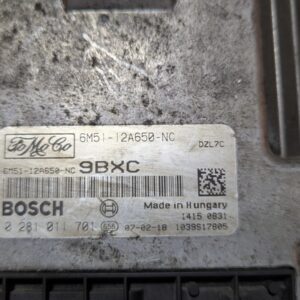 FoMoCo 6M51-12A650-NC
DZL7C
6M51-12A650-NC 9BXC
BOSCH Made in Hungary
1415 0831
0 281 011 701 07-02-18 1039S17805